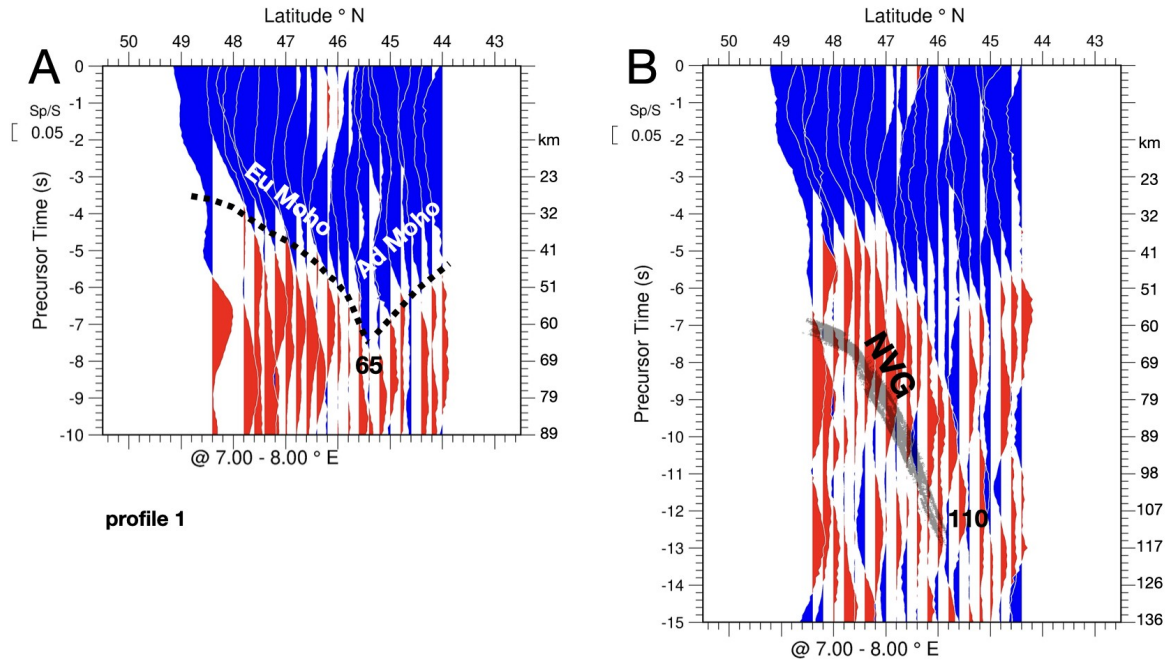 Latitude ° N
50 49 48 47 46 45 44 43
A
Sp/S
0.05
Precursor Time (s)
0
-1
-2
-3
-4
-5
-6
-7
-8
-9
-10
km
23
32
41
51
60
69
79
89
Eu Moho
Ad Moho
65
@ 7.00 - 8.00 ° E
profile 1
Latitude ° N
50 49 48 47 46 45 44 43
B
Sp/S
0.05
Precursor Time (s)
0
-1
-2
-3
-4
-5
-6
-7
-8
-9
-10
-11
-12
-13
-14
-15
km
23
32
41
51
60
69
79
89
98
107
117
126
136
NVG
110
@ 7.00 - 8.00 ° E